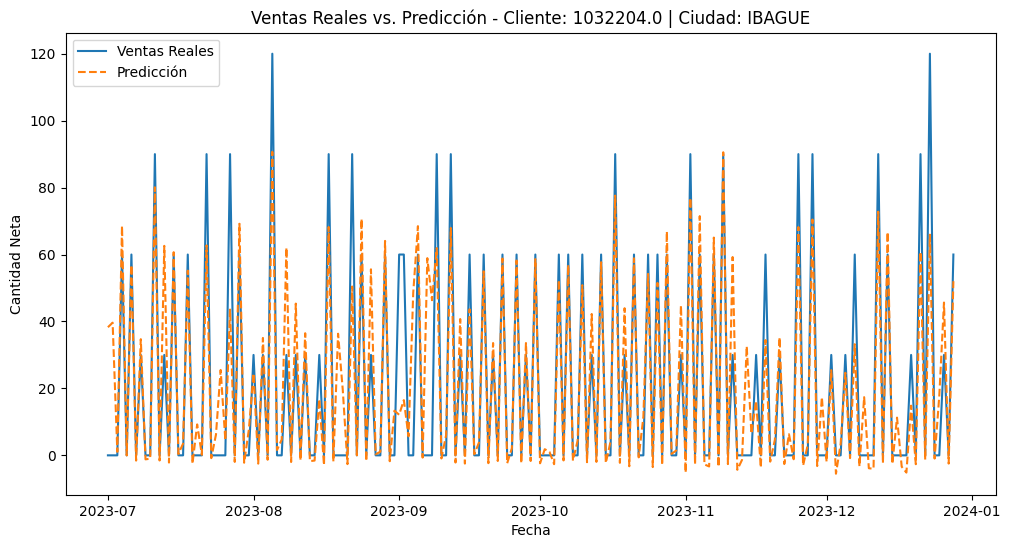 Ventas Reales vs. Predicción - Cliente: 1032204.0 | Ciudad: IBAGUE
Ventas Reales
Predicción
Cantidad Neta
120
100
80
60
40
20
0
2023-07
2023-08
2023-09
2023-10
2023-11
2023-12
2024-01
Fecha